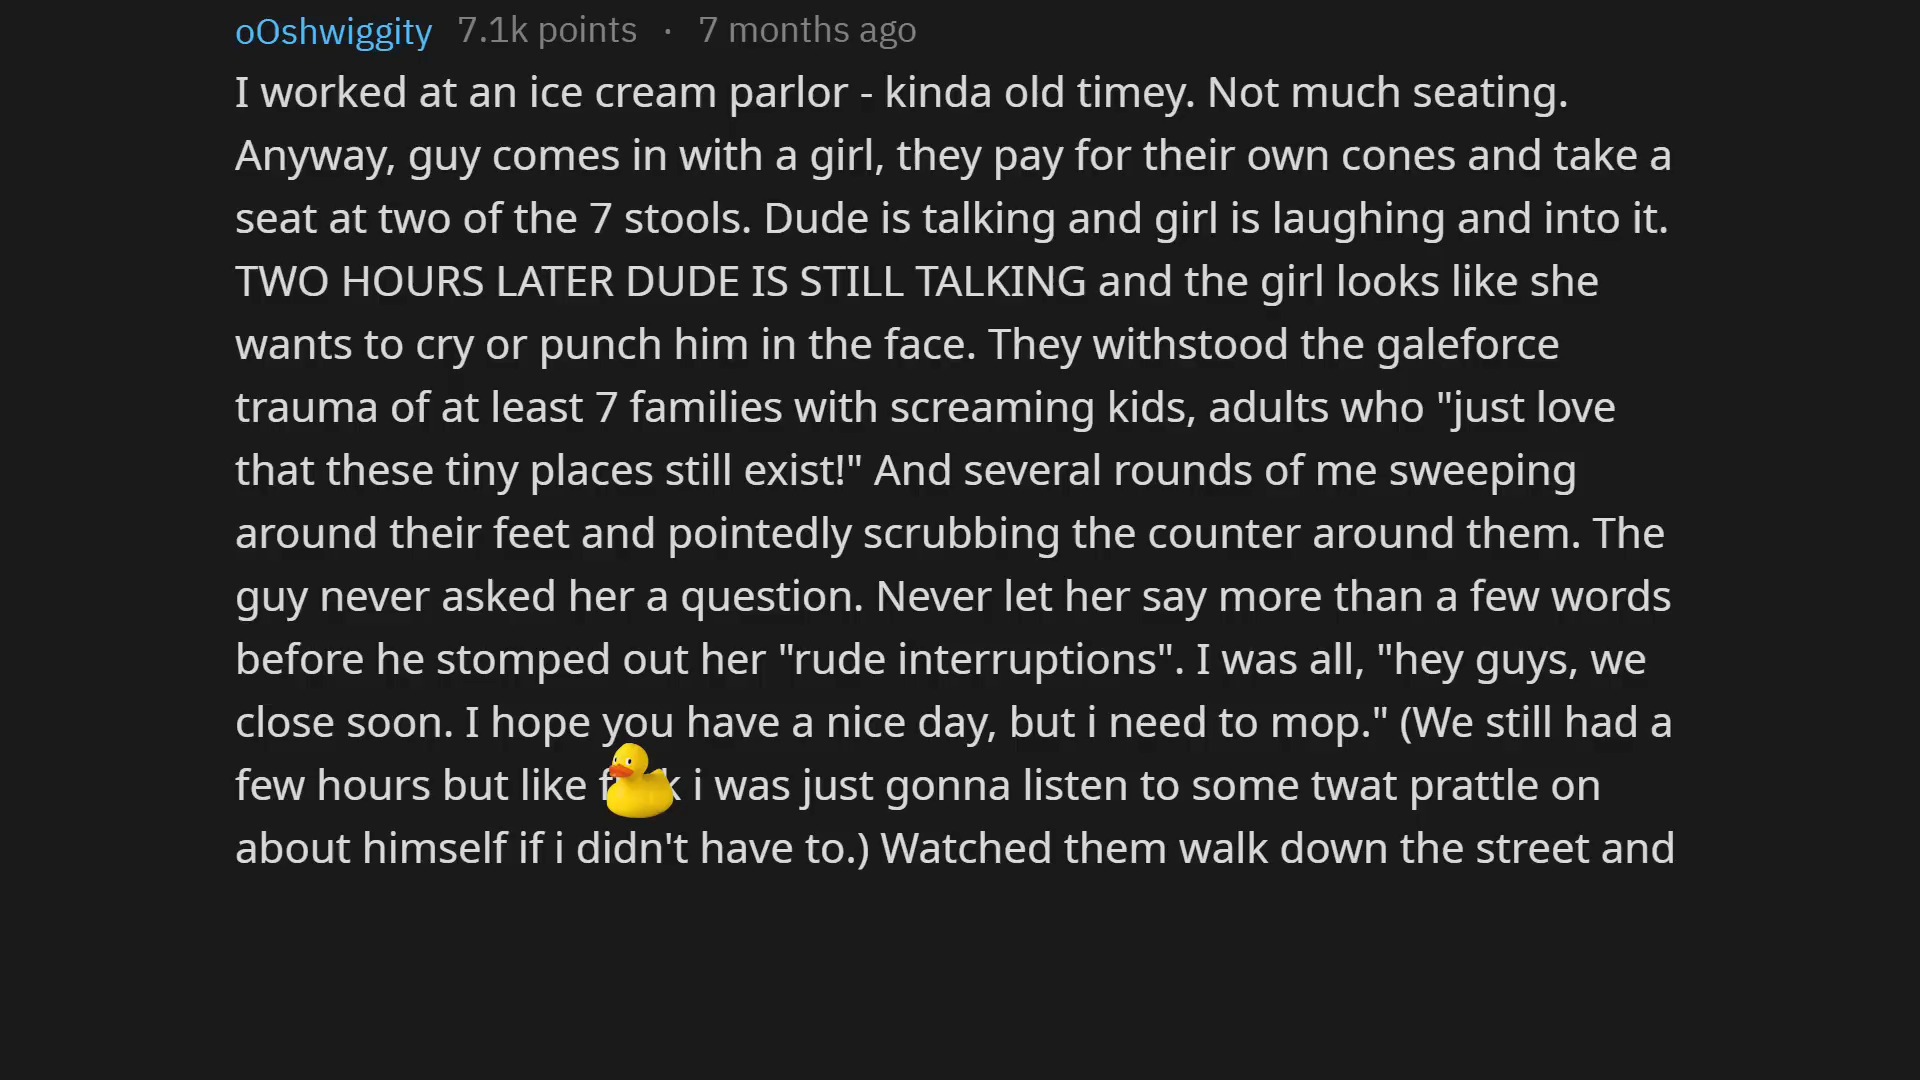 oOshwiggity 7.1k points · 7 months ago
I worked at an ice cream parlor - kinda old timey. Not much seating.
Anyway, guy comes in with a girl, they pay for their own cones and take a
seat at two of the 7 stools. Dude is talking and girl is laughing and into it.
TWO HOURS LATER DUDE IS STILL TALKING and the girl looks like she
wants to cry or punch him in the face. They withstood the galeforce
trauma of at least 7 families with screaming kids, adults who "just love
that these tiny places still exist!" And several rounds of me sweeping
around their feet and pointedly scrubbing the counter around them. The
guy never asked her a question. Never let her say more than a few words
before he stomped out her "rude interruptions". I was all, "hey guys, we
close soon. I hope you have a nice day, but i need to mop." (We still had a
few hours but like i was just gonna listen to some twat prattle on
about himself if i didn't have to.) Watched them walk down the street and